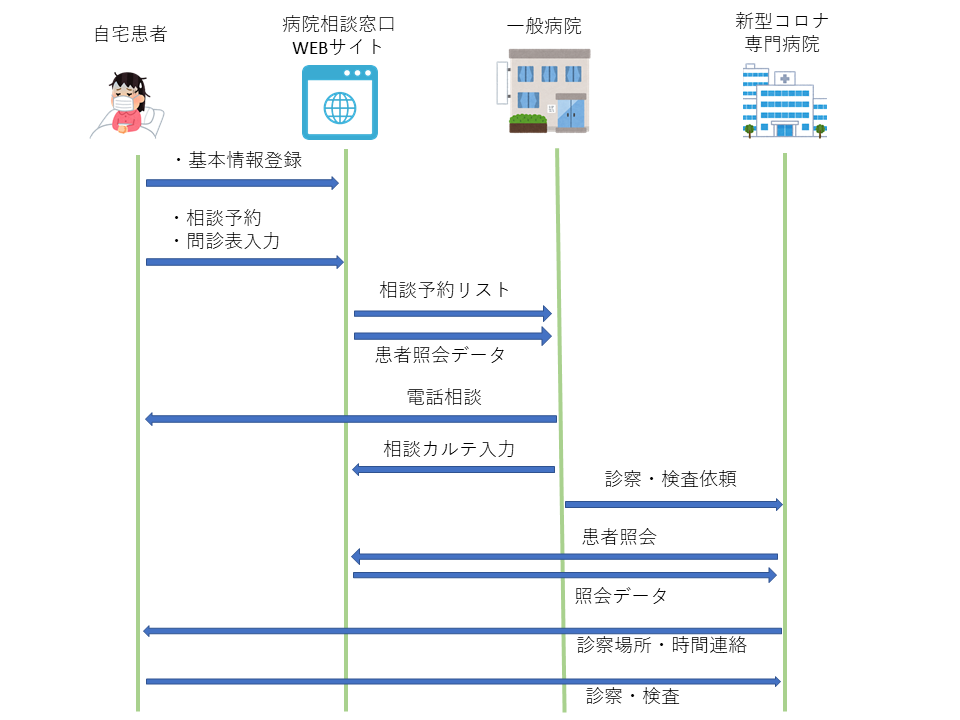 自宅患者
病院相談窓口
WEBサイト
一般病院
新型コロナ
専門病院
・基本情報登録
・相談予約
・問診表入力
相談予約リスト
患者照会データ
電話相談
相談カルテ入力
診察・検査依頼
患者照会
照会データ
診察場所・時間連絡
診察・検査